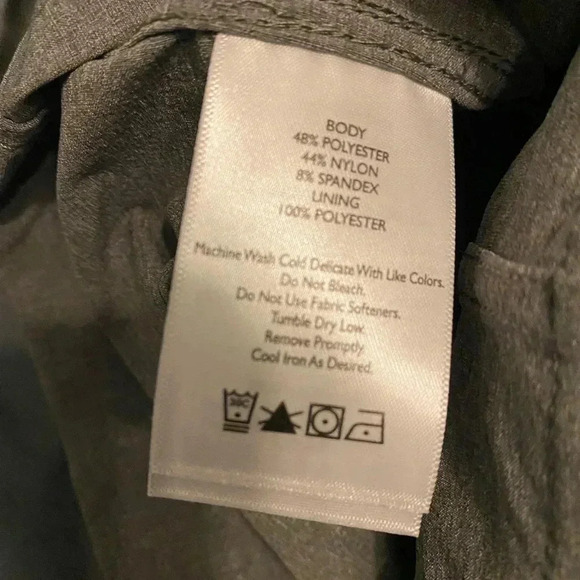 BODY
48% POLYESTER
44% NYLON
8% SPANDEX
LINING
100% POLYESTER
Machine Wash Cold Delicate With Like Colors.
Do Not Bleach.
Do Not Use Fabric Softeners.
Tumble Dry Low.
Remove Promptly
Cool Iron As Desired.
30C